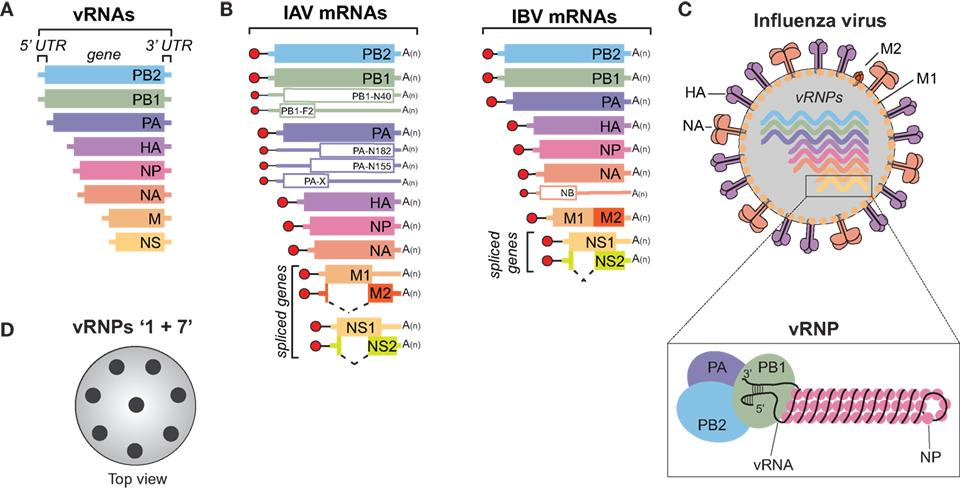 A
vRNAs
5' UTR
3' UTR
gene
PB2
PB1
PA
HA
NP
NA
M
NS
B
IAV mRNAs
PB2 A(n)
PB1 A(n)
PB1-N40 A(n)
PB1-F2 A(n)
PA A(n)
PA-N182 A(n)
PA-N155 A(n)
PA-X A(n)
HA A(n)
NP A(n)
NA A(n)
spliced genes
M1 A(n)
M2 A(n)
NS1 A(n)
NS2 A(n)
IBV mRNAs
PB2 A(n)
PB1 A(n)
PA A(n)
HA A(n)
NP A(n)
NA A(n)
NB A(n)
M1 M2 A(n)
spliced genes
NS1 A(n)
NS2 A(n)
C
Influenza virus
M2
M1
HA
NA
vRNPs
vRNP
PA
PB1
PB2
3'
5'
vRNA
NP
D
vRNPs ‘1 + 7’
Top view